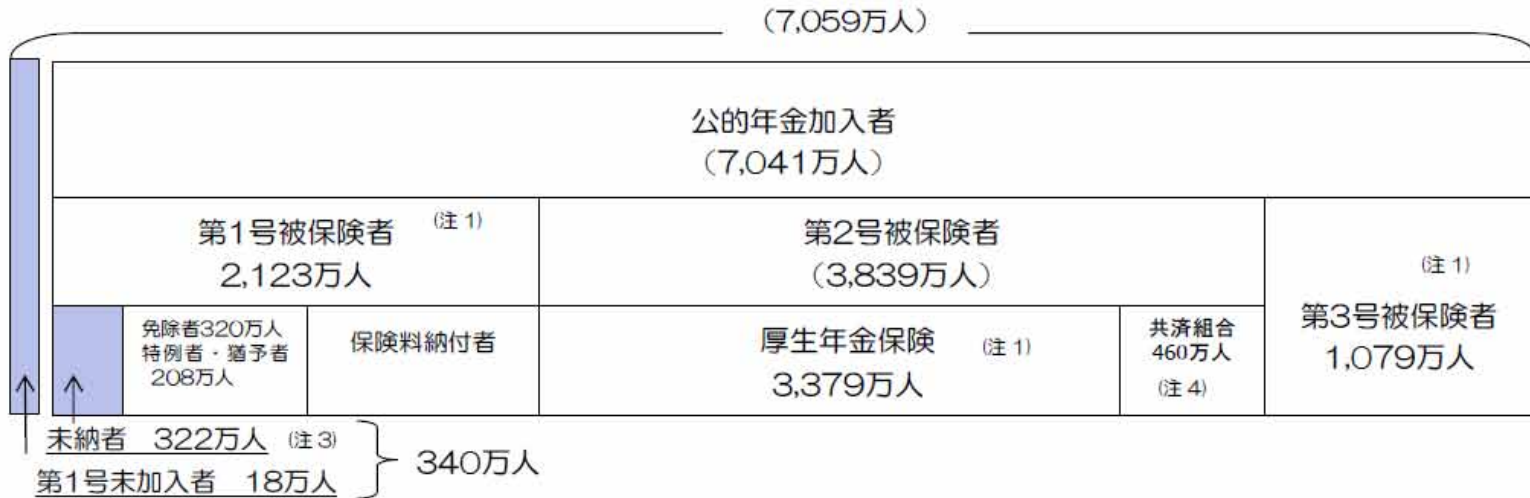 （7,059万人）
公的年金加入者
（7,041万人）
第1号被保険者 （注1）
2,123万人
第2号被保険者
（3,839万人）
（注1）
第3号被保険者
1,079万人
免除者320万人
特例者・猶予者
208万人
保険料納付者
厚生年金保険 （注1）
3,379万人
共済組合
460万人
（注4）
未納者 322万人 （注3）
第1号未加入者 18万人
340万人